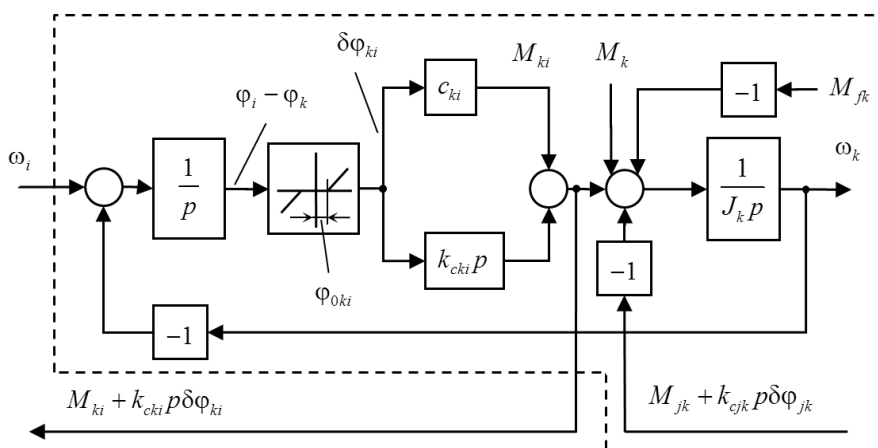 δφ_ki
M_ki
M_k
c_ki
−1
M_fk
φ_i − φ_k
ω_i
1/p
1/(J_k p)
ω_k
k_cki p
−1
φ_0ki
−1
M_ki + k_cki pδφ_ki
M_jk + k_cjk pδφ_jk